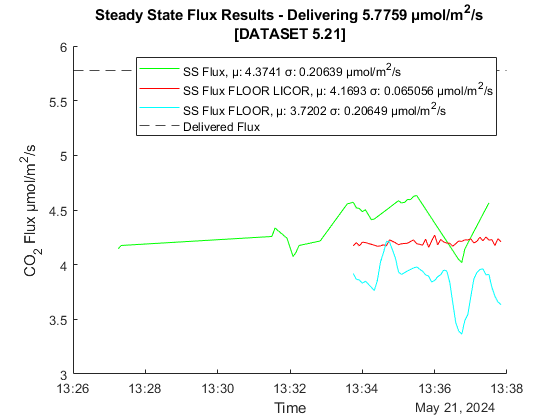 Steady State Flux Results - Delivering 5.7759 μmol/m²/s
[DATASET 5.21]
SS Flux, μ: 4.3741 σ: 0.20639 μmol/m²/s
SS Flux FLOOR LICOR, μ: 4.1693 σ: 0.065056 μmol/m²/s
SS Flux FLOOR, μ: 3.7202 σ: 0.20649 μmol/m²/s
Delivered Flux
CO₂ Flux μmol/m²/s
6
5.5
5
4.5
4
3.5
3
13:26 13:28 13:30 13:32 13:34 13:36 13:38
Time
May 21, 2024